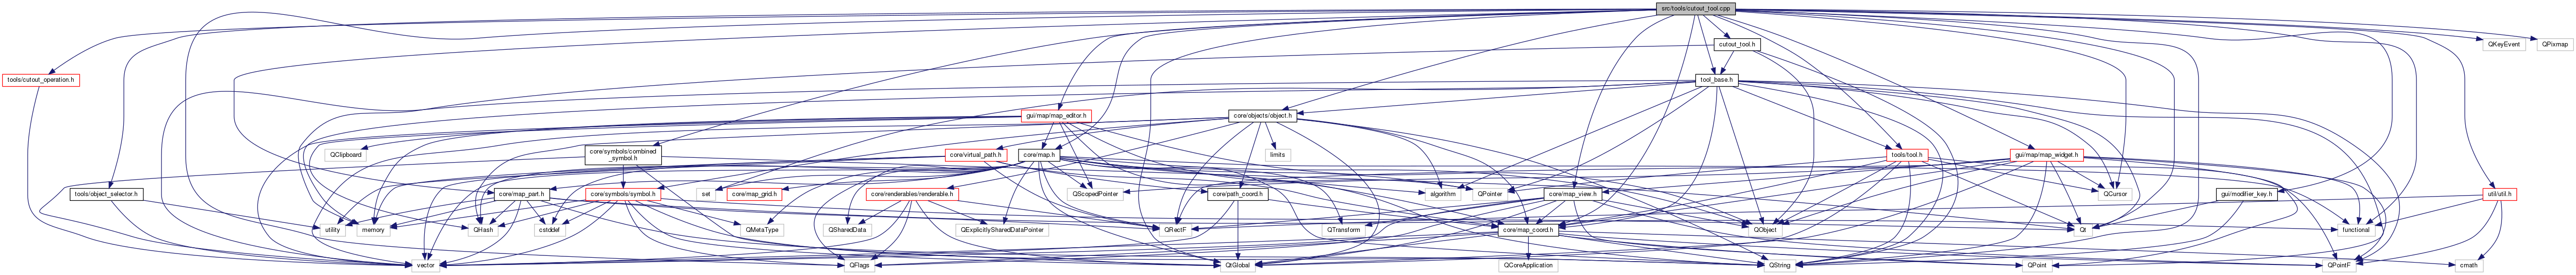 src/tools/cutout_tool.cpp
cutout_tool.h
QKeyEvent
QPixmap
tools/cutout_operation.h
tool_base.h
gui/map/map_editor.h
core/objects/object.h
QClipboard
core/symbols/combined
_symbol.h
core/virtual_path.h
core/map.h
limits
tools/tool.h
gui/map/map_widget.h
tools/object_selector.h
core/map_part.h
core/symbols/symbol.h
set
core/map_grid.h
core/renderables/renderable.h
QScopedPointer
core/path_coord.h
algorithm
QPointer
core/map_view.h
QCursor
gui/modifier_key.h
util/util.h
utility
memory
QHash
cstddef
QMetaType
QSharedData
QExplicitlySharedDataPointer
QRectF
QTransform
core/map_coord.h
QObject
Qt
functional
vector
QFlags
QtGlobal
QCoreApplication
QString
QPoint
QPointF
cmath